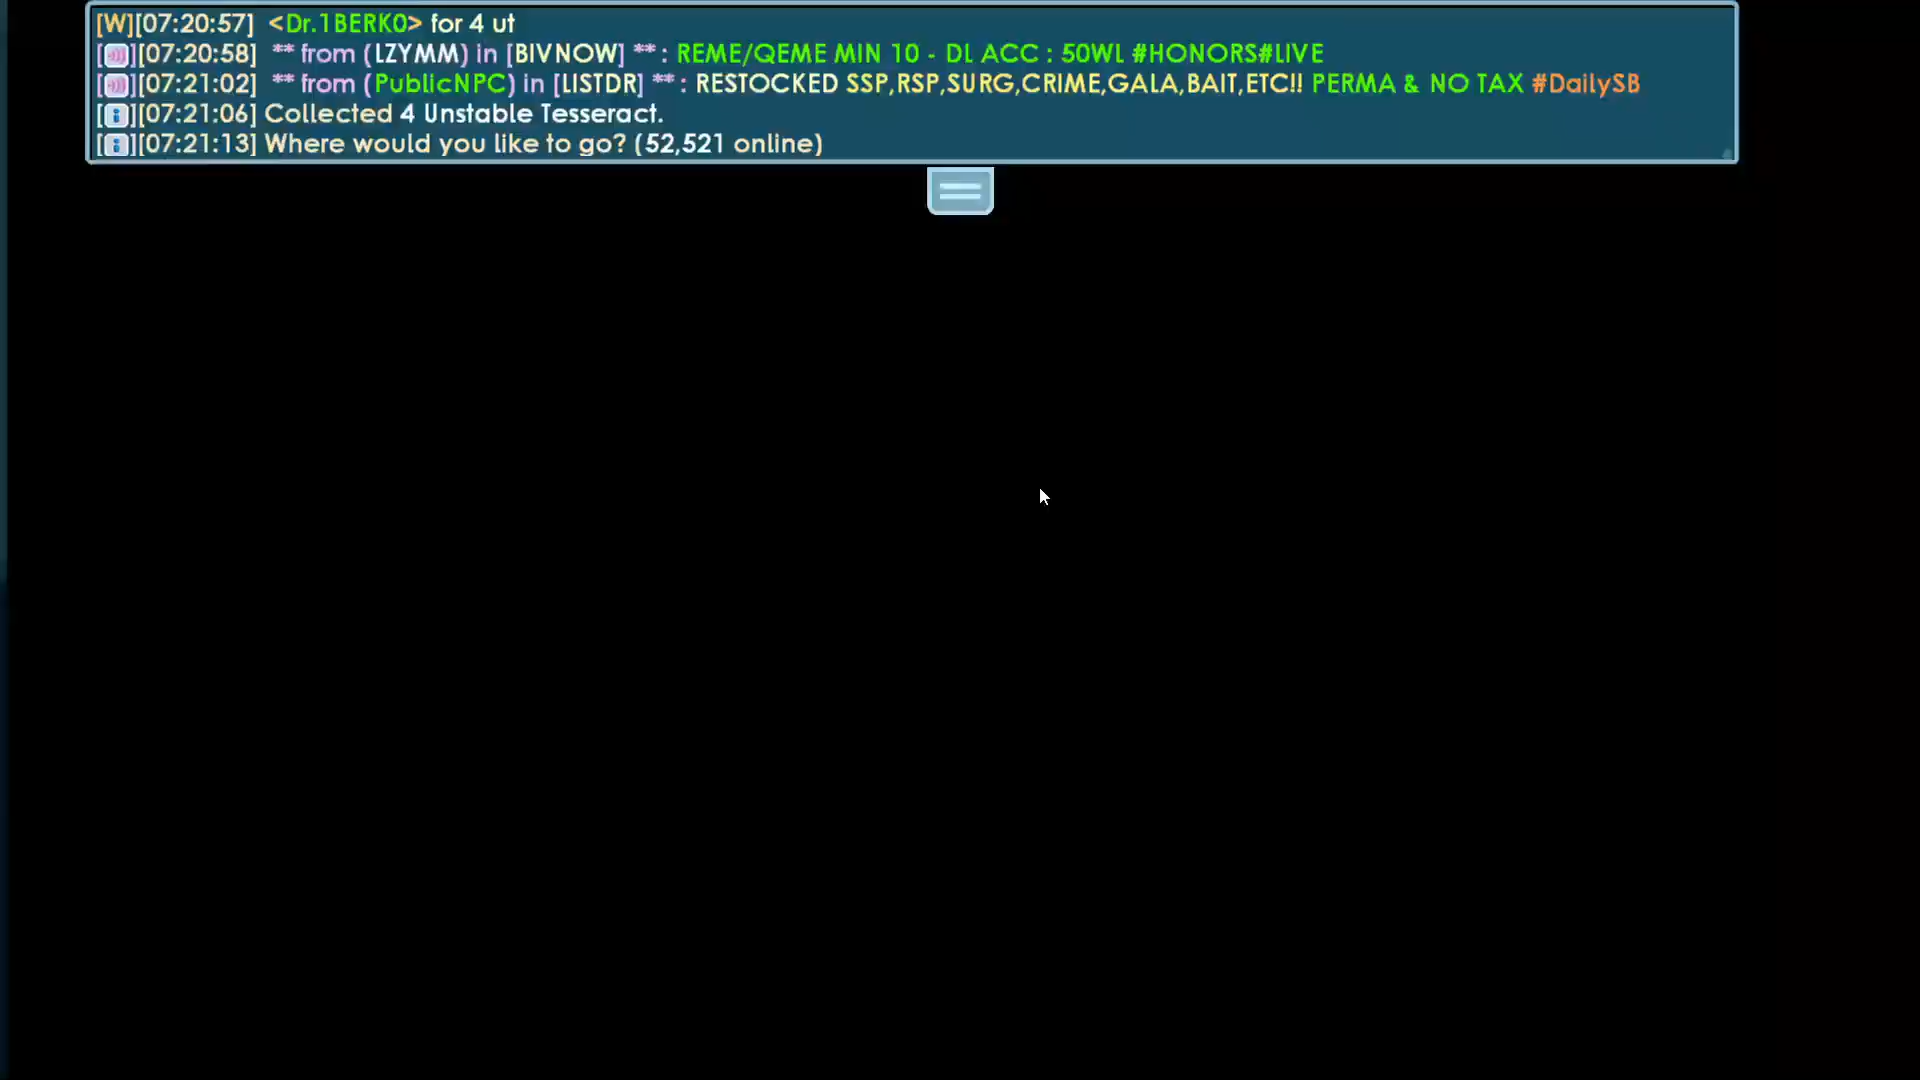 [W][07:20:57] <Dr.1BERK0> for 4 ut
[07:20:58] ** from (LZYMM) in [BIVNOW] ** : REME/QEME MIN 10 - DL ACC : 50WL #HONORS#LIVE
[07:21:02] ** from (PublicNPC) in [LISTDR] ** : RESTOCKED SSP,RSP,SURG,CRIME,GALA,BAIT,ETC!! PERMA & NO TAX #DailySB
[i][07:21:06] Collected 4 Unstable Tesseract.
[i][07:21:13] Where would you like to go? (52,521 online)